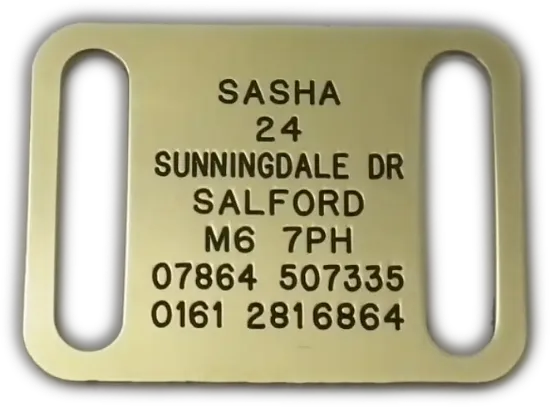 SASHA
24
SUNNINGDALE DR
SALFORD
M6 7PH
07864 507335
0161 2816864